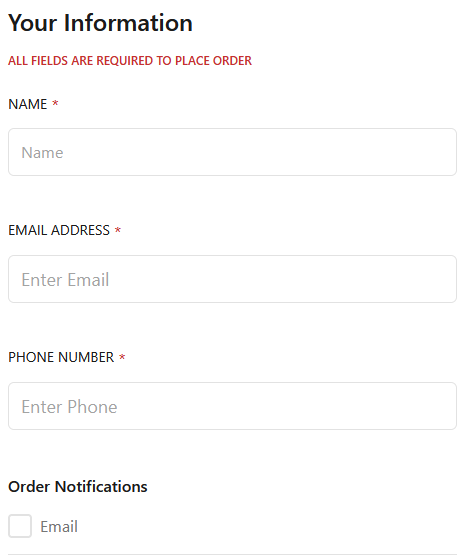 Your Information
ALL FIELDS ARE REQUIRED TO PLACE ORDER
NAME *
Name
EMAIL ADDRESS *
Enter Email
PHONE NUMBER *
Enter Phone
Order Notifications
Email